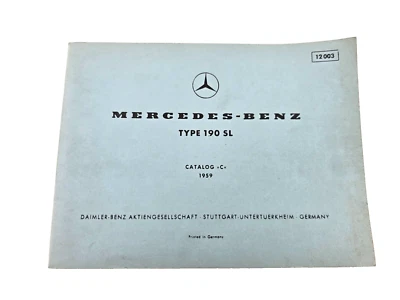 12 003
MERCEDES-BENZ
TYPE 190 SL
CATALOG »C«
1959
DAIMLER-BENZ AKTIENGESELLSCHAFT · STUTTGART-UNTERTUERKHEIM · GERMANY
Printed in Germany